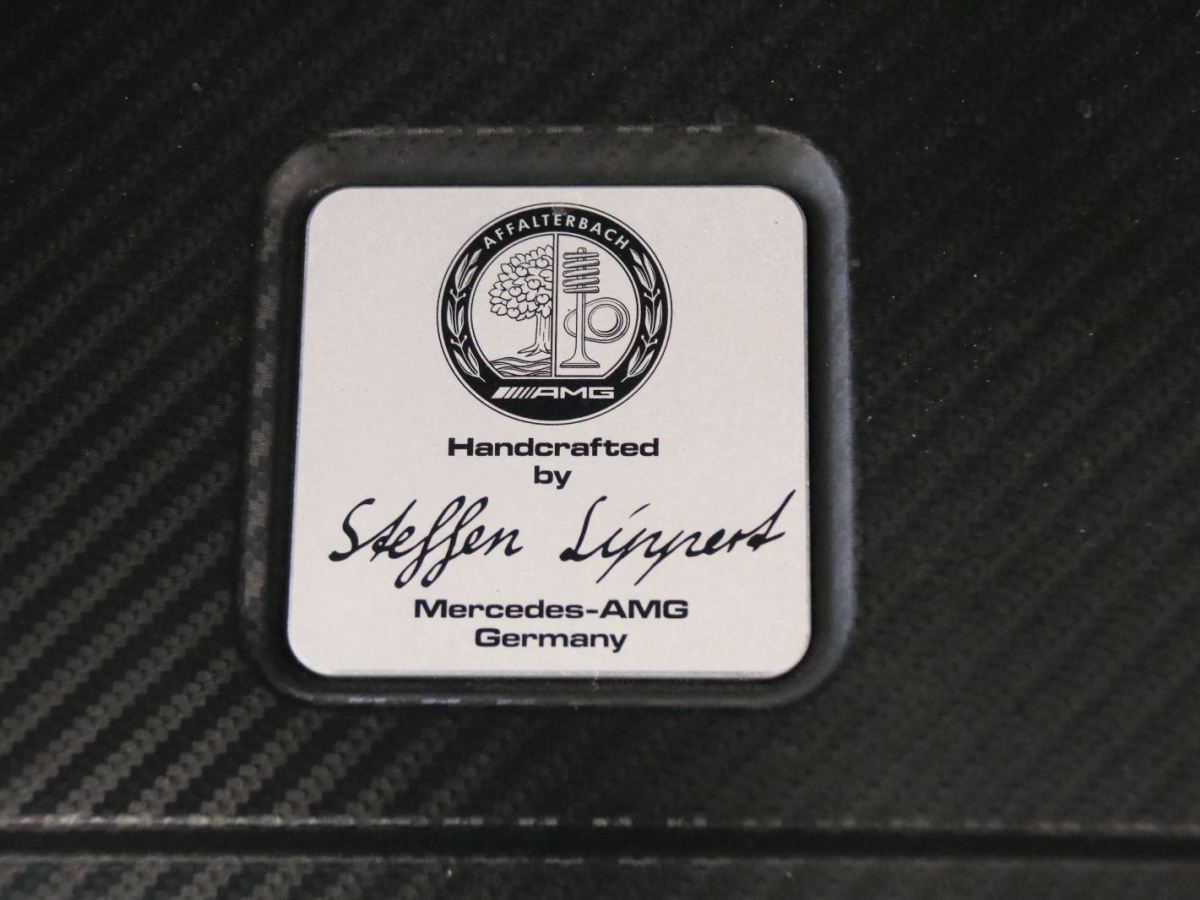 AFFALTERBACH
AMG
Handcrafted
by
Steffen Lippert
Mercedes-AMG
Germany